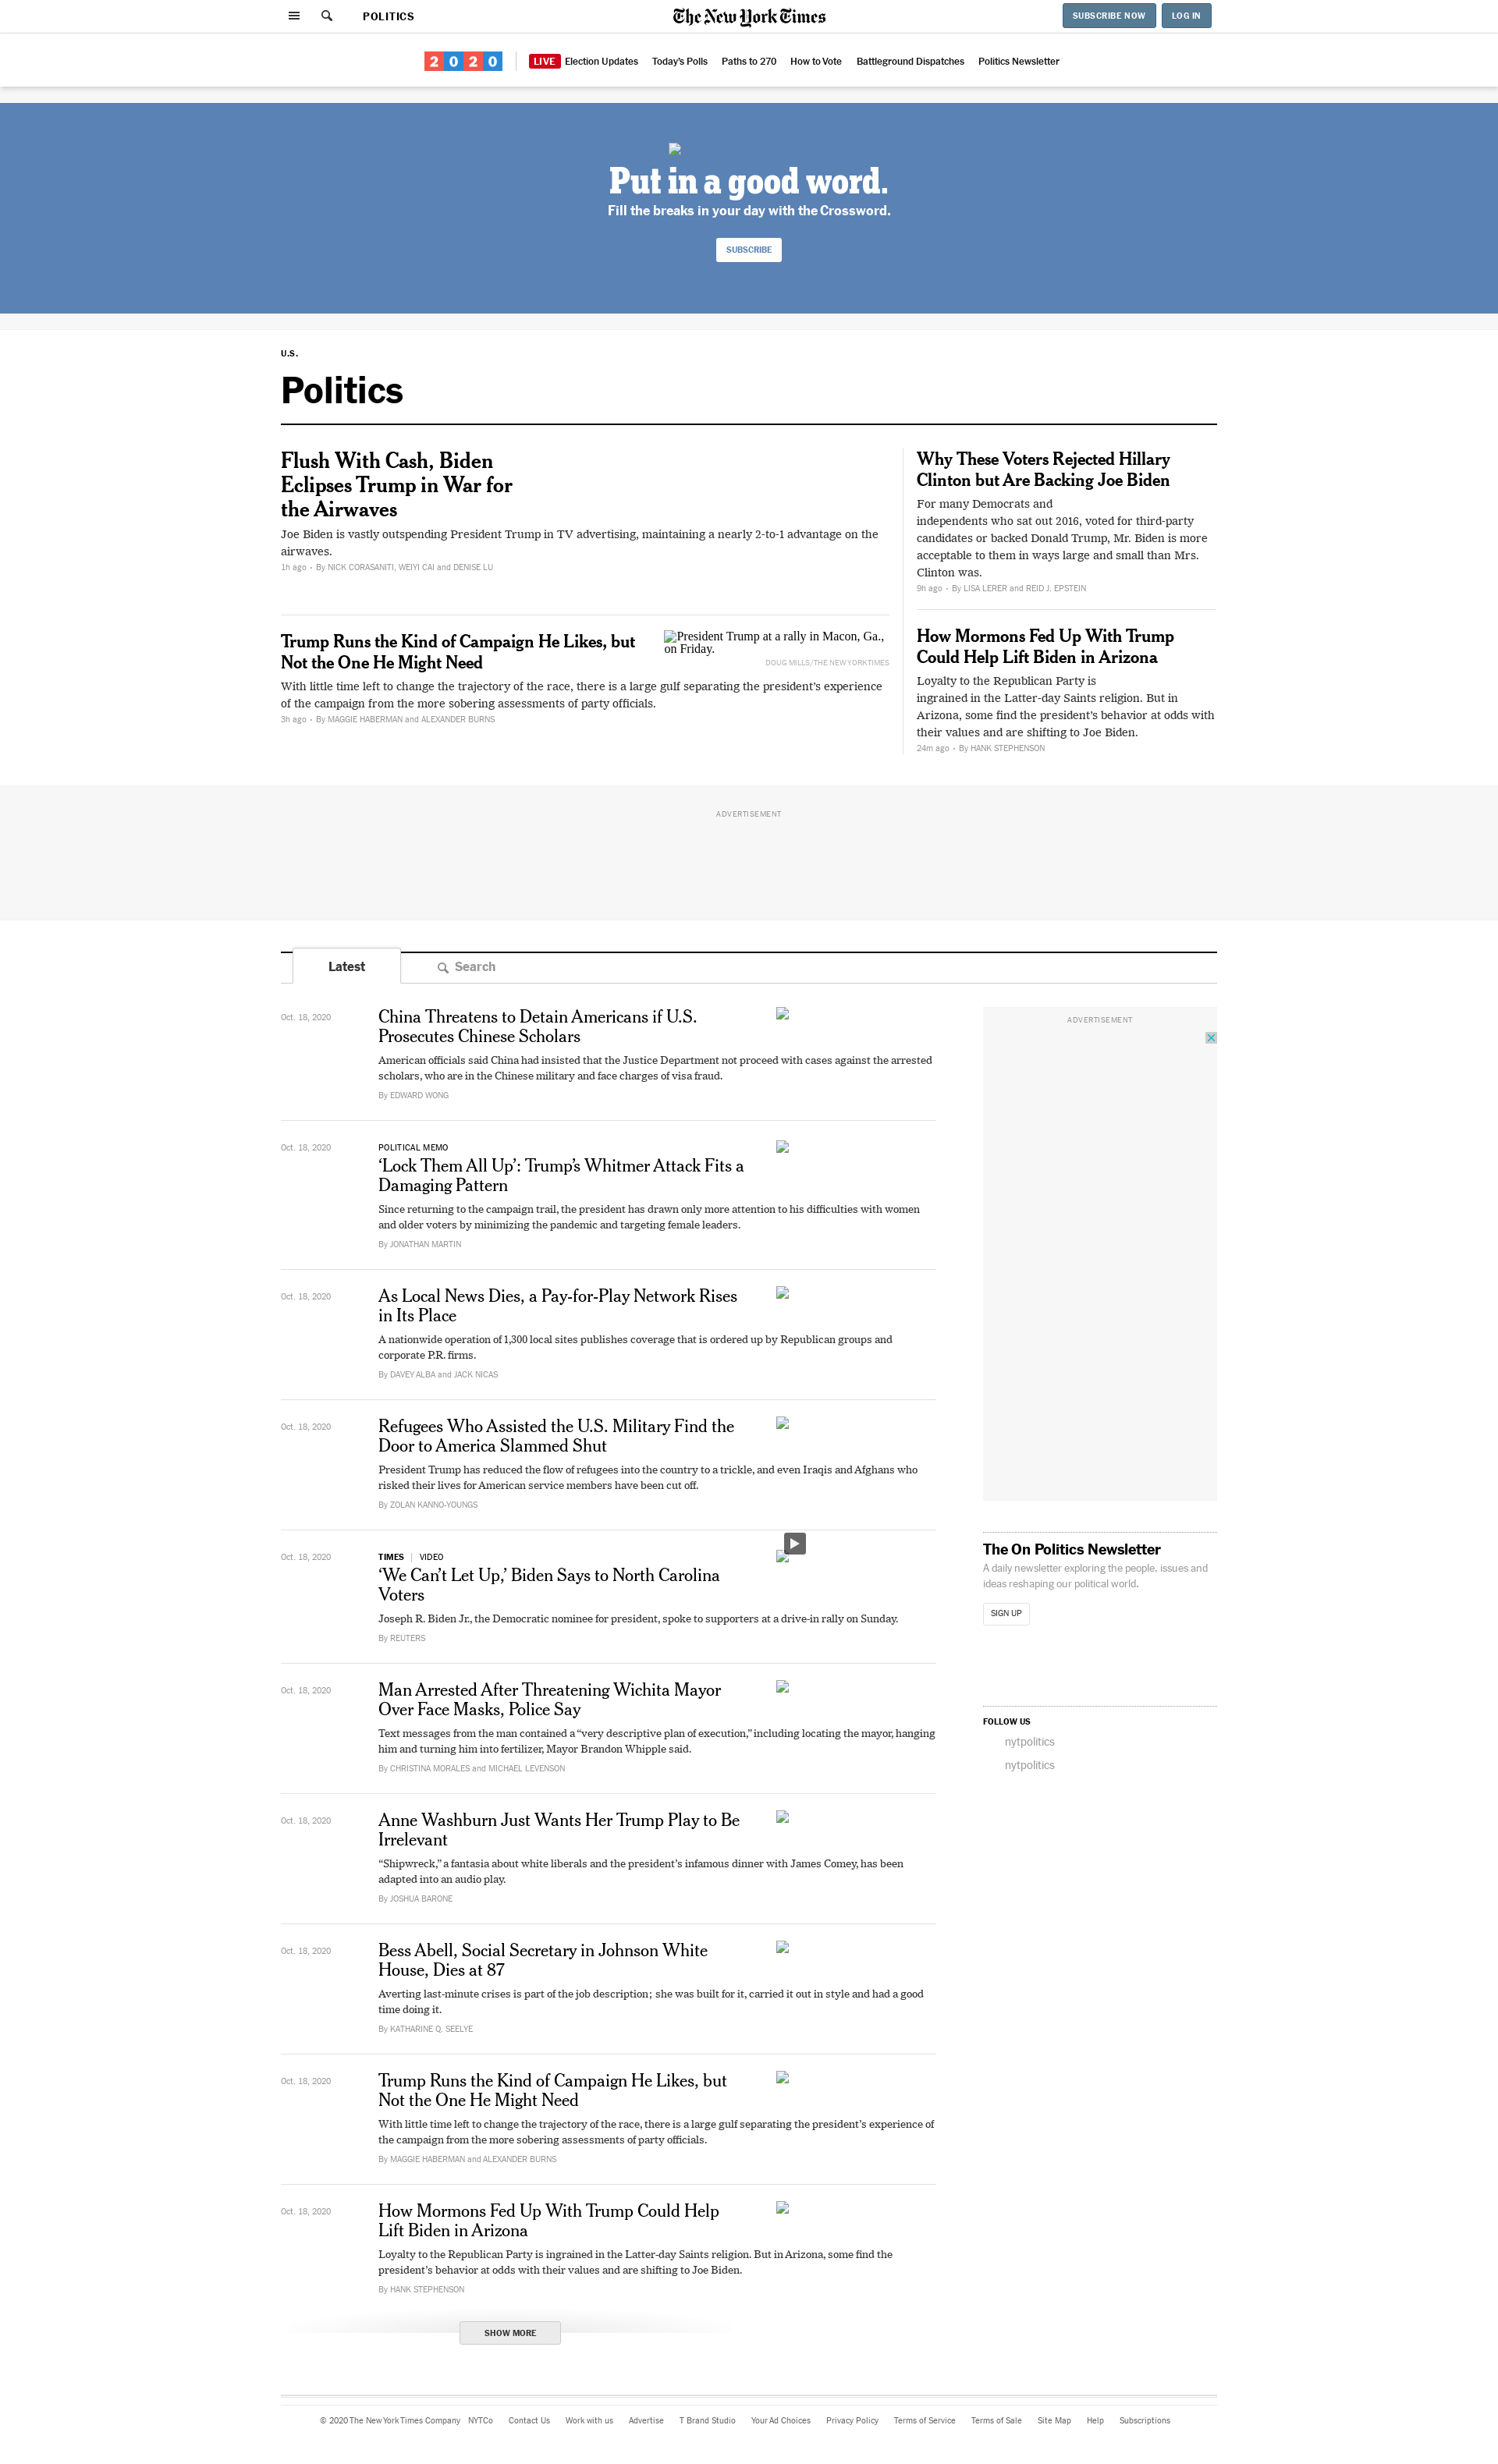 POLITICS
The New York Times
SUBSCRIBE NOW
LOG IN
2020
LIVE Election Updates
Today's Polls
Paths to 270
How to Vote
Battleground Dispatches
Politics Newsletter
Put in a good word.
Fill the breaks in your day with the Crossword.
SUBSCRIBE
U.S.
Politics
Flush With Cash, Biden
Eclipses Trump in War for
the Airwaves
Joe Biden is vastly outspending President Trump in TV advertising, maintaining a nearly 2-to-1 advantage on the
airwaves.
1h ago • By NICK CORASANITI, WEIYI CAI and DENISE LU
Trump Runs the Kind of Campaign He Likes, but
Not the One He Might Need
President Trump at a rally in Macon, Ga.,
on Friday.
DOUG MILLS/THE NEW YORK TIMES
With little time left to change the trajectory of the race, there is a large gulf separating the president’s experience
of the campaign from the more sobering assessments of party officials.
3h ago • By MAGGIE HABERMAN and ALEXANDER BURNS
Why These Voters Rejected Hillary
Clinton but Are Backing Joe Biden
For many Democrats and
independents who sat out 2016, voted for third-party
candidates or backed Donald Trump, Mr. Biden is more
acceptable to them in ways large and small than Mrs.
Clinton was.
9h ago • By LISA LERER and REID J. EPSTEIN
How Mormons Fed Up With Trump
Could Help Lift Biden in Arizona
Loyalty to the Republican Party is
ingrained in the Latter-day Saints religion. But in
Arizona, some find the president’s behavior at odds with
their values and are shifting to Joe Biden.
24m ago • By HANK STEPHENSON
ADVERTISEMENT
Latest
Search
Oct. 18, 2020
China Threatens to Detain Americans if U.S.
Prosecutes Chinese Scholars
American officials said China had insisted that the Justice Department not proceed with cases against the arrested
scholars, who are in the Chinese military and face charges of visa fraud.
By EDWARD WONG
Oct. 18, 2020
POLITICAL MEMO
‘Lock Them All Up’: Trump’s Whitmer Attack Fits a
Damaging Pattern
Since returning to the campaign trail, the president has drawn only more attention to his difficulties with women
and older voters by minimizing the pandemic and targeting female leaders.
By JONATHAN MARTIN
Oct. 18, 2020
As Local News Dies, a Pay-for-Play Network Rises
in Its Place
A nationwide operation of 1,300 local sites publishes coverage that is ordered up by Republican groups and
corporate P.R. firms.
By DAVEY ALBA and JACK NICAS
Oct. 18, 2020
Refugees Who Assisted the U.S. Military Find the
Door to America Slammed Shut
President Trump has reduced the flow of refugees into the country to a trickle, and even Iraqis and Afghans who
risked their lives for American service members have been cut off.
By ZOLAN KANNO-YOUNGS
Oct. 18, 2020
TIMES | VIDEO
‘We Can’t Let Up,’ Biden Says to North Carolina
Voters
Joseph R. Biden Jr., the Democratic nominee for president, spoke to supporters at a drive-in rally on Sunday.
By REUTERS
Oct. 18, 2020
Man Arrested After Threatening Wichita Mayor
Over Face Masks, Police Say
Text messages from the man contained a “very descriptive plan of execution,” including locating the mayor, hanging
him and turning him into fertilizer, Mayor Brandon Whipple said.
By CHRISTINA MORALES and MICHAEL LEVENSON
Oct. 18, 2020
Anne Washburn Just Wants Her Trump Play to Be
Irrelevant
“Shipwreck,” a fantasia about white liberals and the president’s infamous dinner with James Comey, has been
adapted into an audio play.
By JOSHUA BARONE
Oct. 18, 2020
Bess Abell, Social Secretary in Johnson White
House, Dies at 87
Averting last-minute crises is part of the job description; she was built for it, carried it out in style and had a good
time doing it.
By KATHARINE Q. SEELYE
Oct. 18, 2020
Trump Runs the Kind of Campaign He Likes, but
Not the One He Might Need
With little time left to change the trajectory of the race, there is a large gulf separating the president’s experience of
the campaign from the more sobering assessments of party officials.
By MAGGIE HABERMAN and ALEXANDER BURNS
Oct. 18, 2020
How Mormons Fed Up With Trump Could Help
Lift Biden in Arizona
Loyalty to the Republican Party is ingrained in the Latter-day Saints religion. But in Arizona, some find the
president’s behavior at odds with their values and are shifting to Joe Biden.
By HANK STEPHENSON
SHOW MORE
ADVERTISEMENT
The On Politics Newsletter
A daily newsletter exploring the people, issues and
ideas reshaping our political world.
SIGN UP
FOLLOW US
nytpolitics
nytpolitics
© 2020 The New York Times Company
NYTCo
Contact Us
Work with us
Advertise
T Brand Studio
Your Ad Choices
Privacy Policy
Terms of Service
Terms of Sale
Site Map
Help
Subscriptions